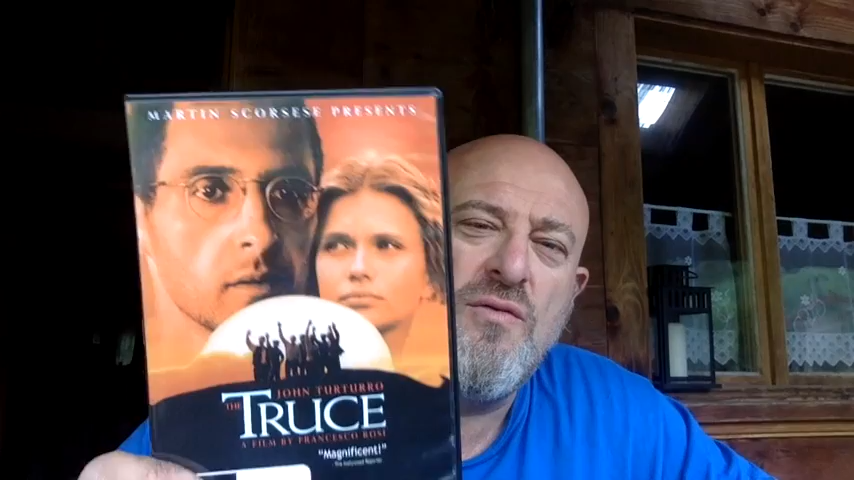 MARTIN SCORSESE PRESENTS
JOHN TURTURRO
THE TRUCE
A FILM BY FRANCESCO ROSI
"Magnificent!"